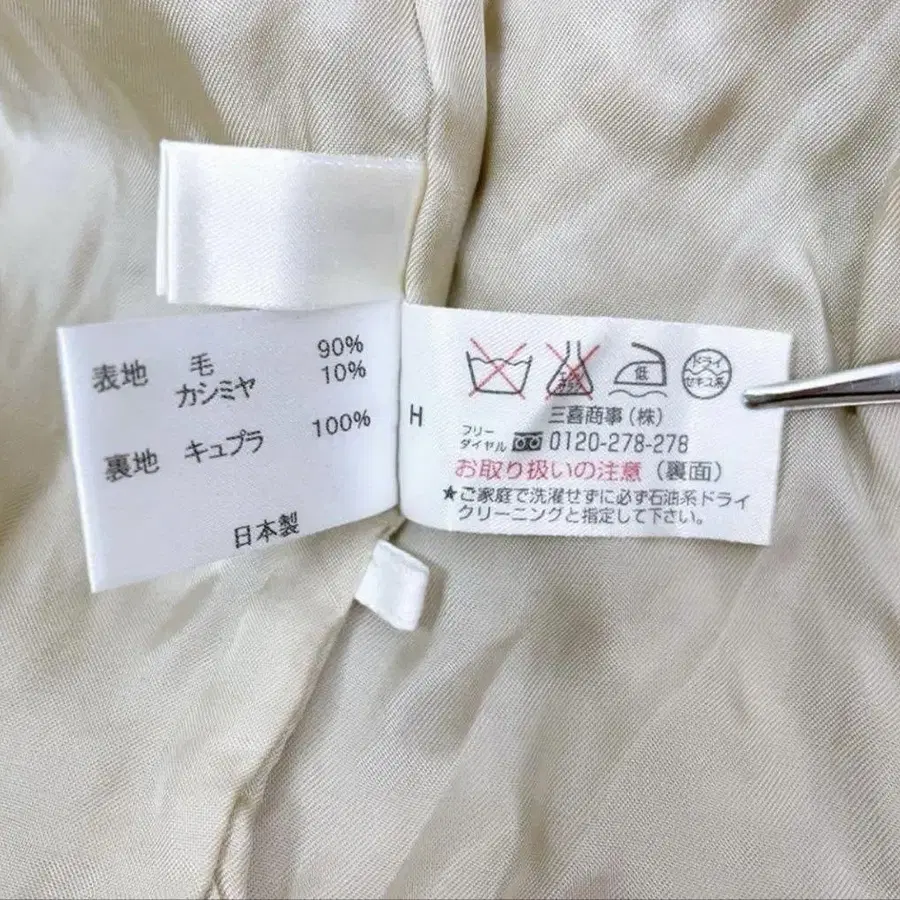 表地 毛 90%
カシミヤ 10%
裏地 キュプラ 100%
日本製
H
低
ドライ
セキユ系
三喜商事(株)
フリー
ダイヤル 0120-278-278
お取り扱いの注意(裏面)
★ご家庭で洗濯せずに必ず石油系ドライ
クリーニングと指定して下さい。